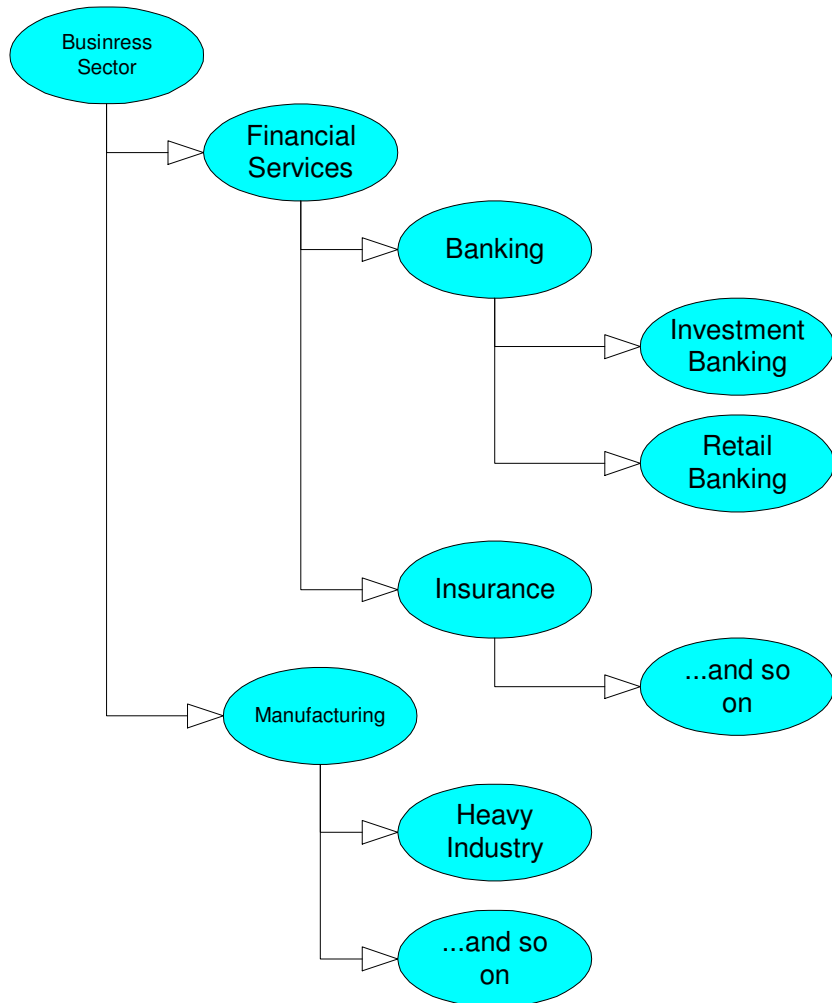 Businress
Sector
Financial
Services
Banking
Investment
Banking
Retail
Banking
Insurance
...and so
on
Manufacturing
Heavy
Industry
...and so
on